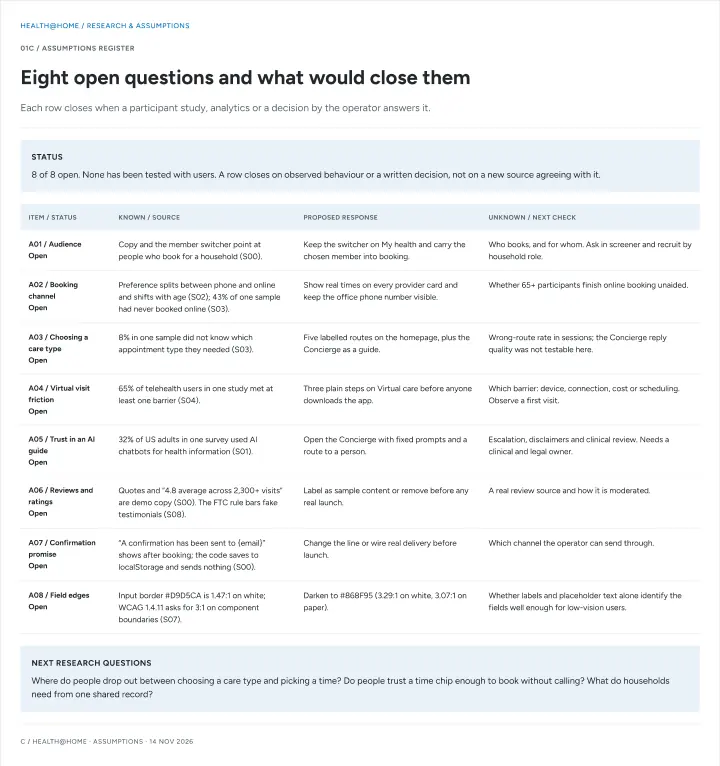 HEALTH@HOME / RESEARCH & ASSUMPTIONS
01C / ASSUMPTIONS REGISTER
Eight open questions and what would close them
Each row closes when a participant study, analytics or a decision by the operator answers it.
STATUS
8 of 8 open. None has been tested with users. A row closes on observed behaviour or a written decision, not on a new source agreeing with it.
ITEM / STATUS
KNOWN / SOURCE
PROPOSED RESPONSE
UNKNOWN / NEXT CHECK
A01 / Audience
Open
Copy and the member switcher point at
people who book for a household (S00).
Keep the switcher on My health and carry the
chosen member into booking.
Who books, and for whom. Ask in screener and recruit by
household role.
A02 / Booking
channel
Open
Preference splits between phone and online
and shifts with age (S02); 43% of one sample
had never booked online (S03).
Show real times on every provider card and
keep the office phone number visible.
Whether 65+ participants finish online booking unaided.
A03 / Choosing a
care type
Open
8% in one sample did not know which
appointment type they needed (S03).
Five labelled routes on the homepage, plus the
Concierge as a guide.
Wrong-route rate in sessions; the Concierge reply
quality was not testable here.
A04 / Virtual visit
friction
Open
65% of telehealth users in one study met at
least one barrier (S04).
Three plain steps on Virtual care before anyone
downloads the app.
Which barrier: device, connection, cost or scheduling.
Observe a first visit.
A05 / Trust in an AI
guide
Open
32% of US adults in one survey used AI
chatbots for health information (S01).
Open the Concierge with fixed prompts and a
route to a person.
Escalation, disclaimers and clinical review. Needs a
clinical and legal owner.
A06 / Reviews and
ratings
Open
Quotes and "4.8 average across 2,300+ visits"
are demo copy (S00). The FTC rule bars fake
testimonials (S08).
Label as sample content or remove before any
real launch.
A real review source and how it is moderated.
A07 / Confirmation
promise
Open
"A confirmation has been sent to {email}"
shows after booking; the code saves to
localStorage and sends nothing (S00).
Change the line or wire real delivery before
launch.
Which channel the operator can send through.
A08 / Field edges
Open
Input border #D9D5CA is 1.47:1 on white;
WCAG 1.4.11 asks for 3:1 on component
boundaries (S07).
Darken to #868F95 (3.29:1 on white, 3.07:1 on
paper).
Whether labels and placeholder text alone identify the
fields well enough for low-vision users.
NEXT RESEARCH QUESTIONS
Where do people drop out between choosing a care type and picking a time? Do people trust a time chip enough to book without calling? What do households
need from one shared record?
C / HEALTH@HOME · ASSUMPTIONS · 14 NOV 2026